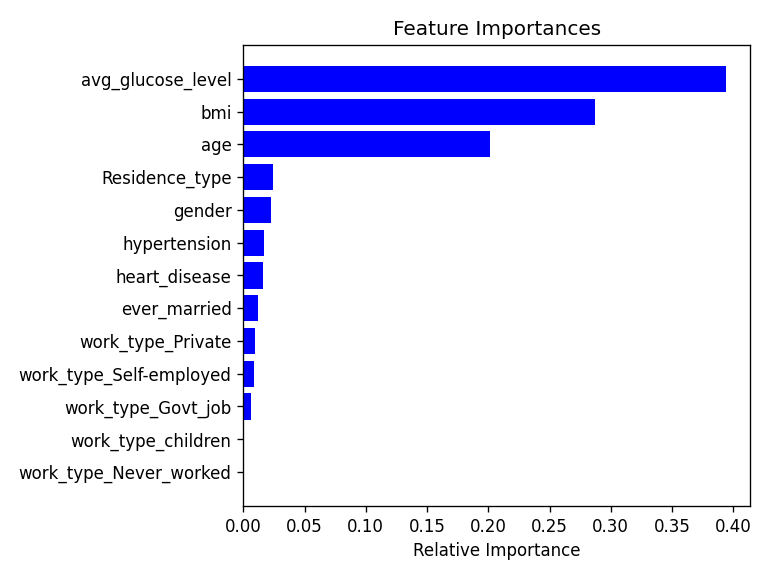 Feature Importances
avg_glucose_level
bmi
age
Residence_type
gender
hypertension
heart_disease
ever_married
work_type_Private
work_type_Self-employed
work_type_Govt_job
work_type_children
work_type_Never_worked
0.00 0.05 0.10 0.15 0.20 0.25 0.30 0.35 0.40
Relative Importance